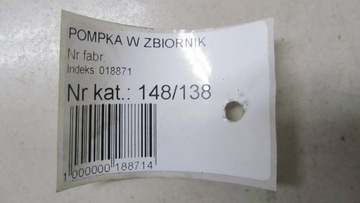 POMPKA W ZBIORNIK
Nr fabr.
Indeks: 018871
Nr kat.: 148/138
1 000000 188714